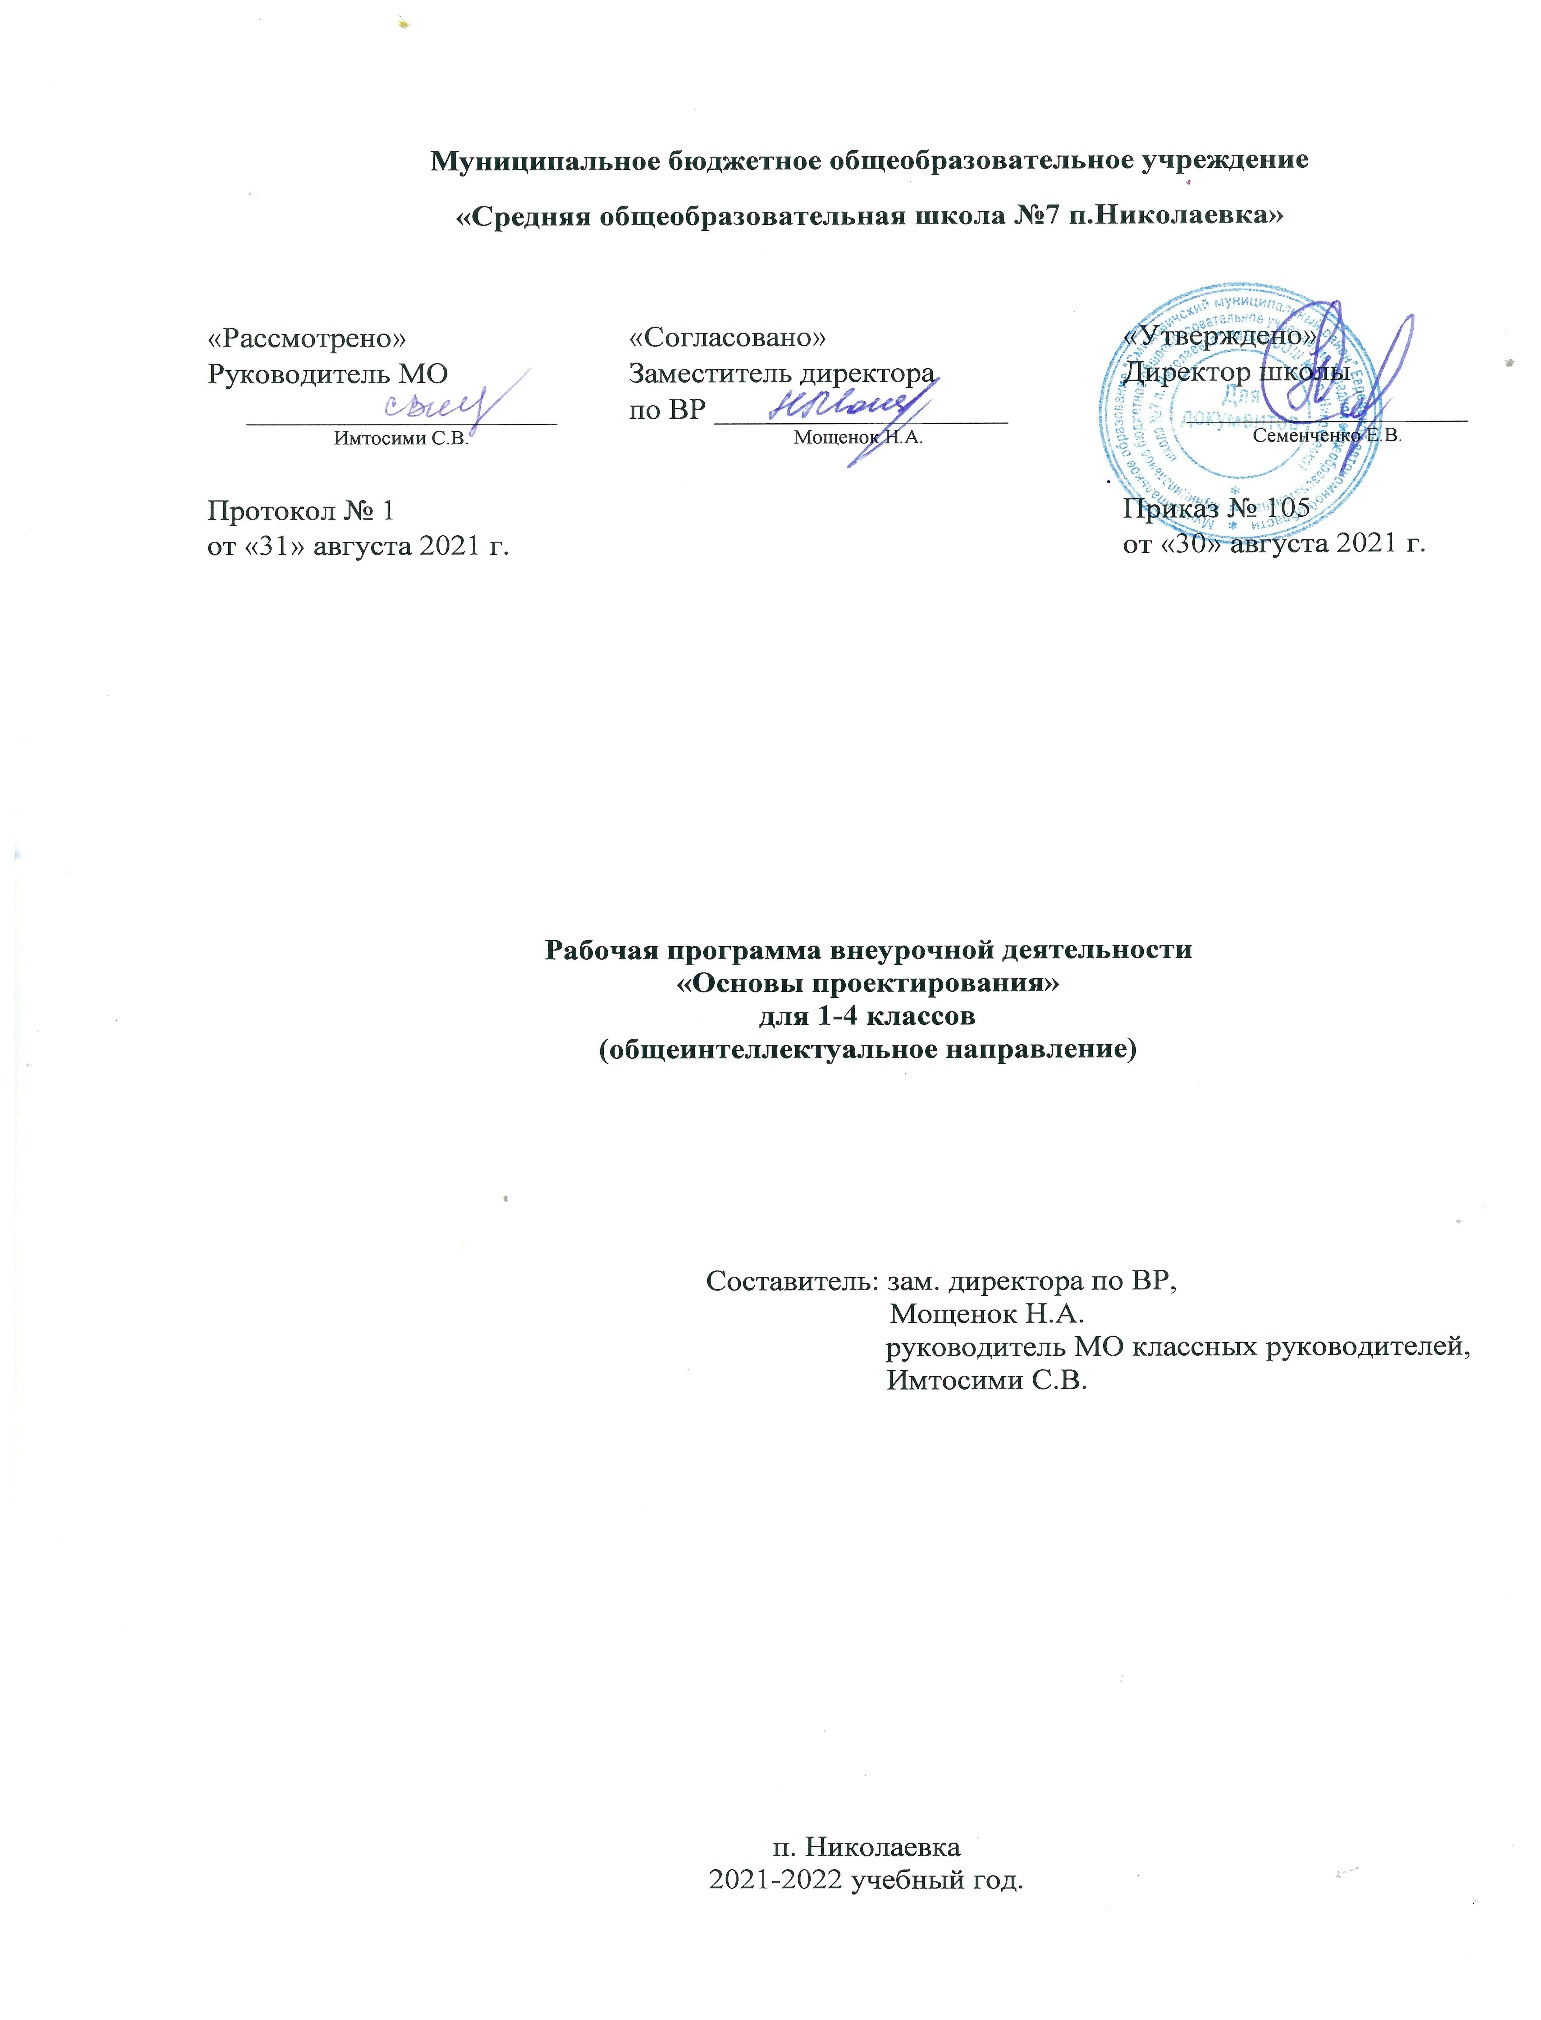 Муниципальное бюджетное общеобразовательное учреждение
«Средняя общеобразовательная школа №7 п.Николаевка»
«Рассмотрено»
Руководитель МО
Имтосими С.В.
Протокол № 1
от «31» августа 2021 г.
«Согласовано»
Заместитель директора
по ВР
Мощенок Н.А.
«Утверждено»
Директор школы
Семенченко Е.В.
Приказ № 105
от «30» августа 2021 г.
Для
документов
Рабочая программа внеурочной деятельности
«Основы проектирования»
для 1-4 классов
(общеинтеллектуальное направление)
Составитель: зам. директора по ВР,
Мощенок Н.А.
руководитель МО классных руководителей,
Имтосими С.В.
п. Николаевка
2021-2022 учебный год.